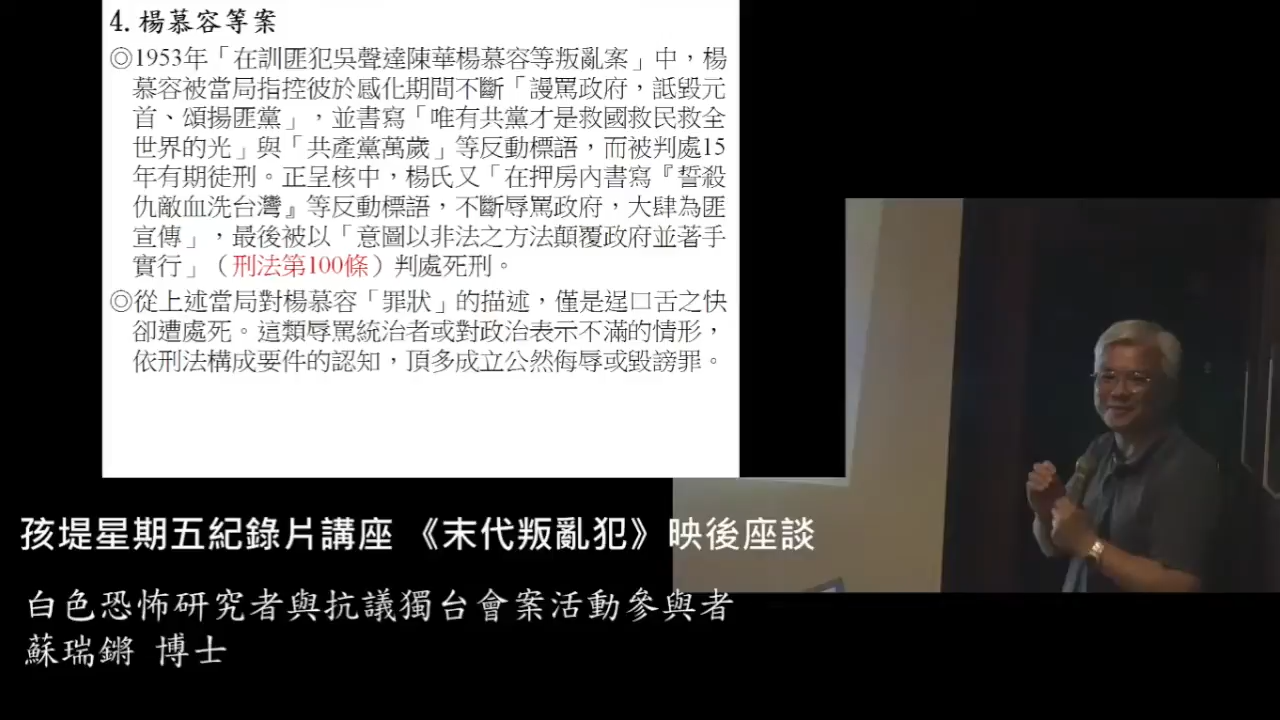 4.楊慕容等案
◎1953年「在訓匪犯吳聲達陳華楊慕容等叛亂案」中，楊
慕容被當局指控彼於感化期間不斷「謾罵政府，詆毀元
首、頌揚匪黨」，並書寫「唯有共黨才是救國救民救全
世界的光」與「共產黨萬歲」等反動標語，而被判處15
年有期徒刑。正呈核中，楊氏又「在押房內書寫『誓殺
仇敵血洗台灣』等反動標語，不斷辱罵政府，大肆為匪
宣傳」，最後被以「意圖以非法之方法顛覆政府並著手
實行」（刑法第100條）判處死刑。
◎從上述當局對楊慕容「罪狀」的描述，僅是逞口舌之快
卻遭處死。這類辱罵統治者或對政治表示不滿的情形，
依刑法構成要件的認知，頂多成立公然侮辱或毀謗罪。
孩堤星期五紀錄片講座 《末代叛亂犯》映後座談
白色恐怖研究者與抗議獨台會案活動參與者
蘇瑞鏘 博士